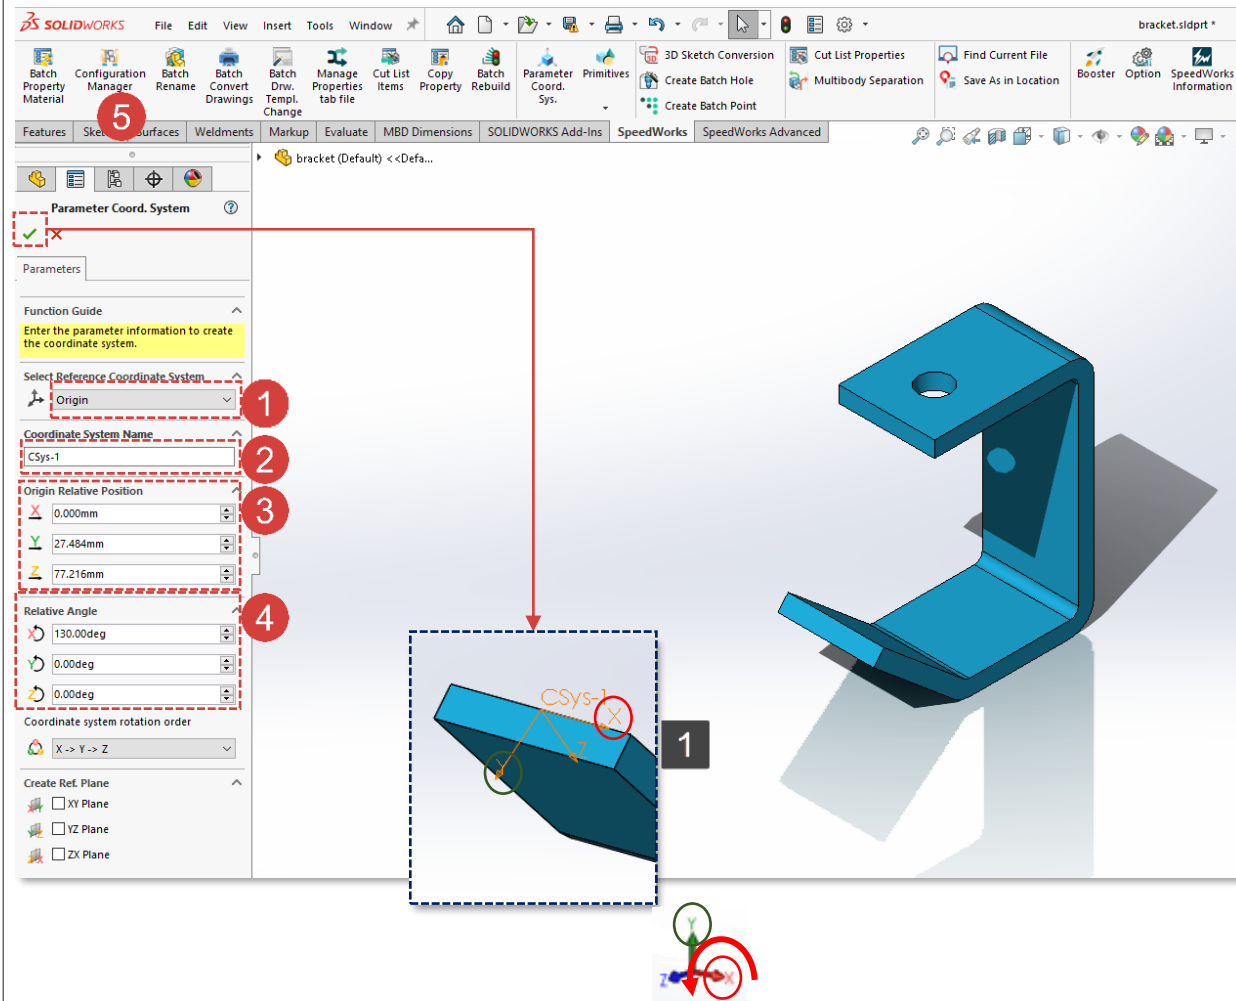 SOLIDWORKS File Edit View Insert Tools Window bracket.sldprt *
Batch Property Material
Configuration Manager
Batch Rename
Batch Convert Drawings
Batch Drw. Templ. Change
Manage Properties tab file
Cut List Items
Copy Property
Batch Rebuild
Parameter Coord. Sys.
Primitives
3D Sketch Conversion
Create Batch Hole
Create Batch Point
Cut List Properties
Multibody Separation
Find Current File
Save As in Location
Booster
Option
SpeedWorks Information
5
Features Sket urfaces Weldments Markup Evaluate MBD Dimensions SOLIDWORKS Add-Ins SpeedWorks SpeedWorks Advanced
bracket (Default) <<Defa...
Parameter Coord. System
Parameters
Function Guide
Enter the parameter information to create
the coordinate system.
Select Reference Coordinate System
Origin
1
Coordinate System Name
CSys-1
2
Origin Relative Position
3
X 0.000mm
Y 27.484mm
Z 77.216mm
Relative Angle
4
X 130.00deg
Y 0.00deg
Z 0.00deg
Coordinate system rotation order
X -> Y -> Z
Create Ref. Plane
XY Plane
YZ Plane
ZX Plane
CSys-1
X
Z
Y
1
Y
Z X